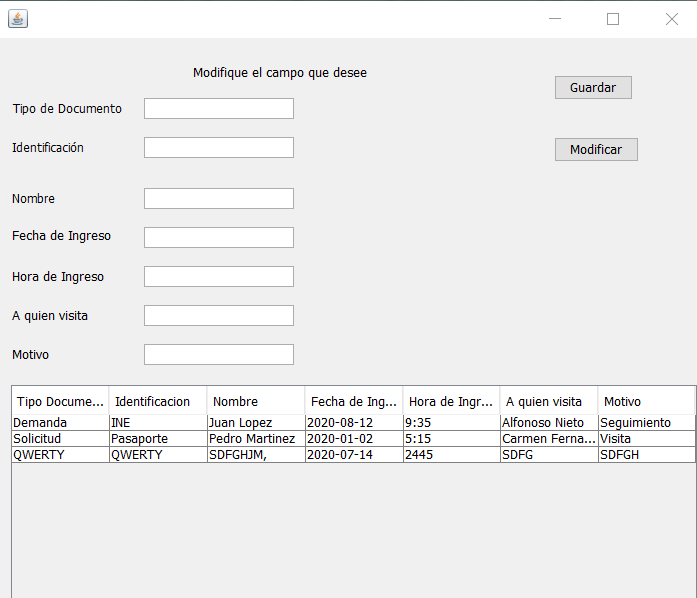 Modifique el campo que desee
Guardar
Tipo de Documento
Identificación
Modificar
Nombre
Fecha de Ingreso
Hora de Ingreso
A quien visita
Motivo
Tipo Docume... Identificacion Nombre Fecha de Ing... Hora de Ingr... A quien visita Motivo
Demanda INE Juan Lopez 2020-08-12 9:35 Alfonoso Nieto Seguimiento
Solicitud Pasaporte Pedro Martinez 2020-01-02 5:15 Carmen Ferna... Visita
QWERTY QWERTY SDFGHJM, 2020-07-14 2445 SDFG SDFGH